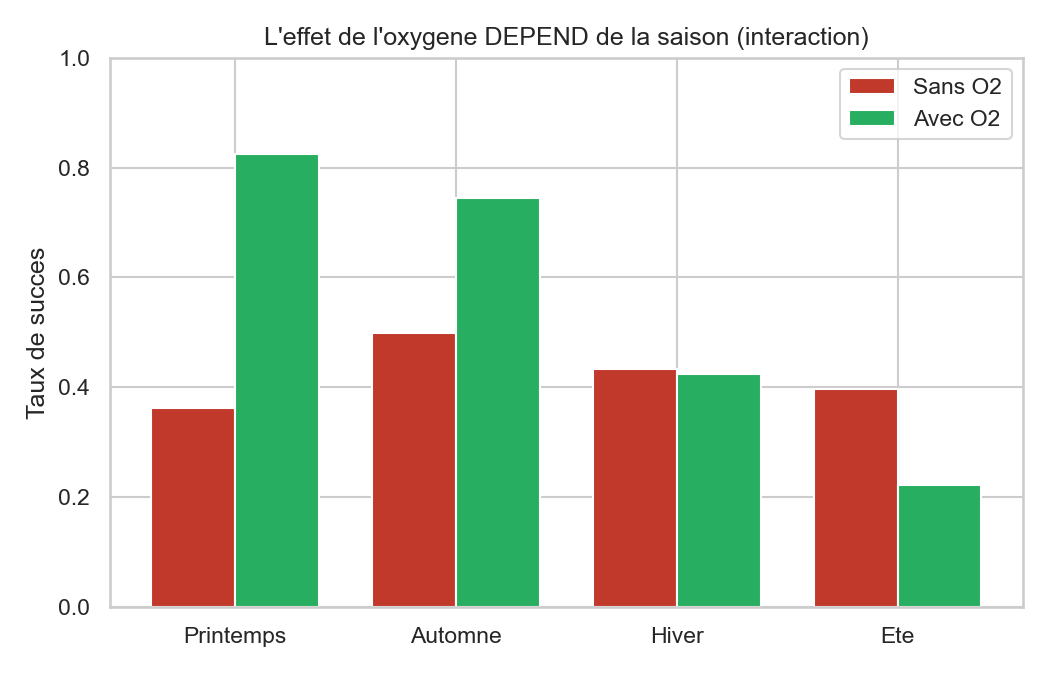 L'effet de l'oxygene DEPEND de la saison (interaction)
Sans O2
Avec O2
Taux de succes
1.0
0.8
0.6
0.4
0.2
0.0
Printemps
Automne
Hiver
Ete